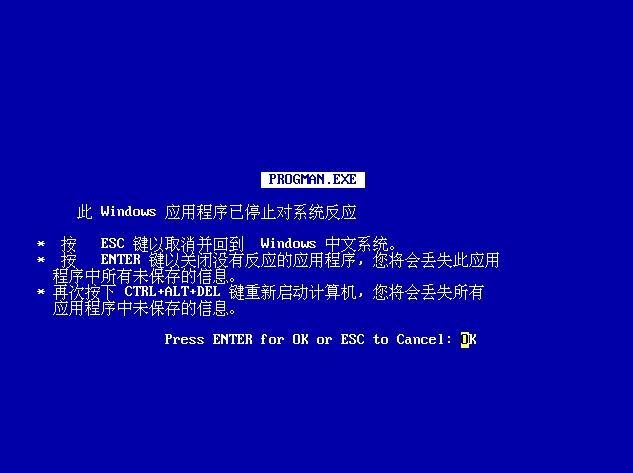 PROGMAN.EXE
此 Windows 应用程序已停止对系统反应
* 按 ESC 键以取消并回到 Windows 中文系统。
* 按 ENTER 键以关闭没有反应的应用程序, 您将会丢失此应用
程序中所有未保存的信息。
* 再次按下 CTRL+ALT+DEL 键重新启动计算机, 您将会丢失所有
应用程序中未保存的信息。
Press ENTER for OK or ESC to Cancel: OK